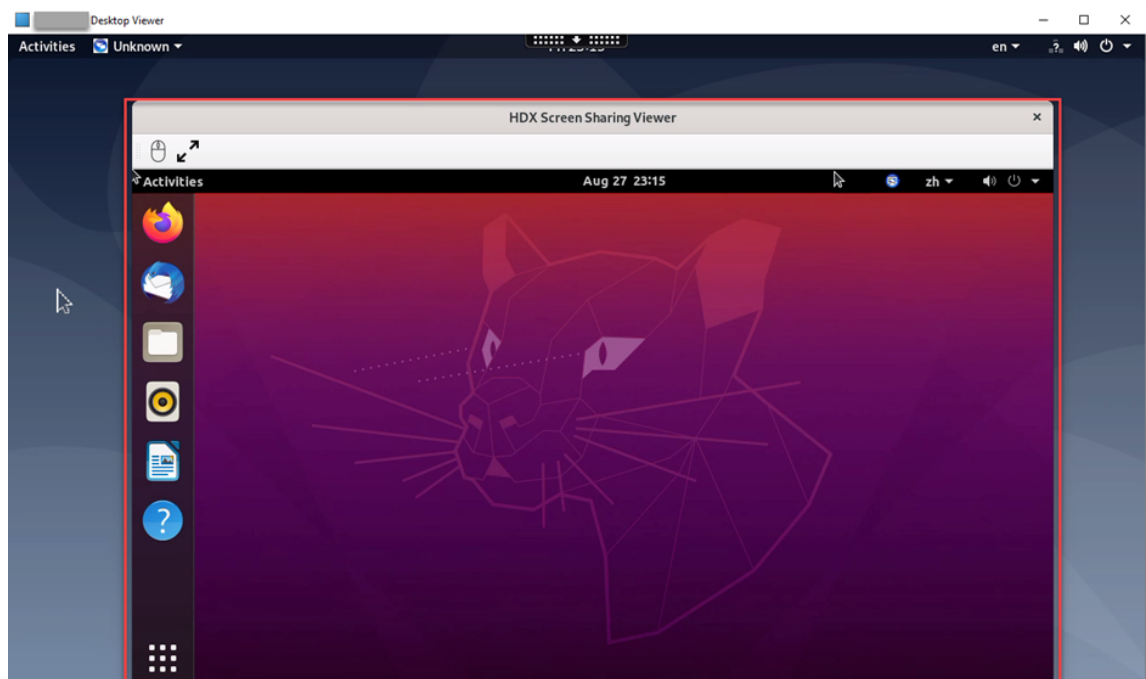 Desktop Viewer
Activities Unknown en
HDX Screen Sharing Viewer
Activities Aug 27 23:15 zh